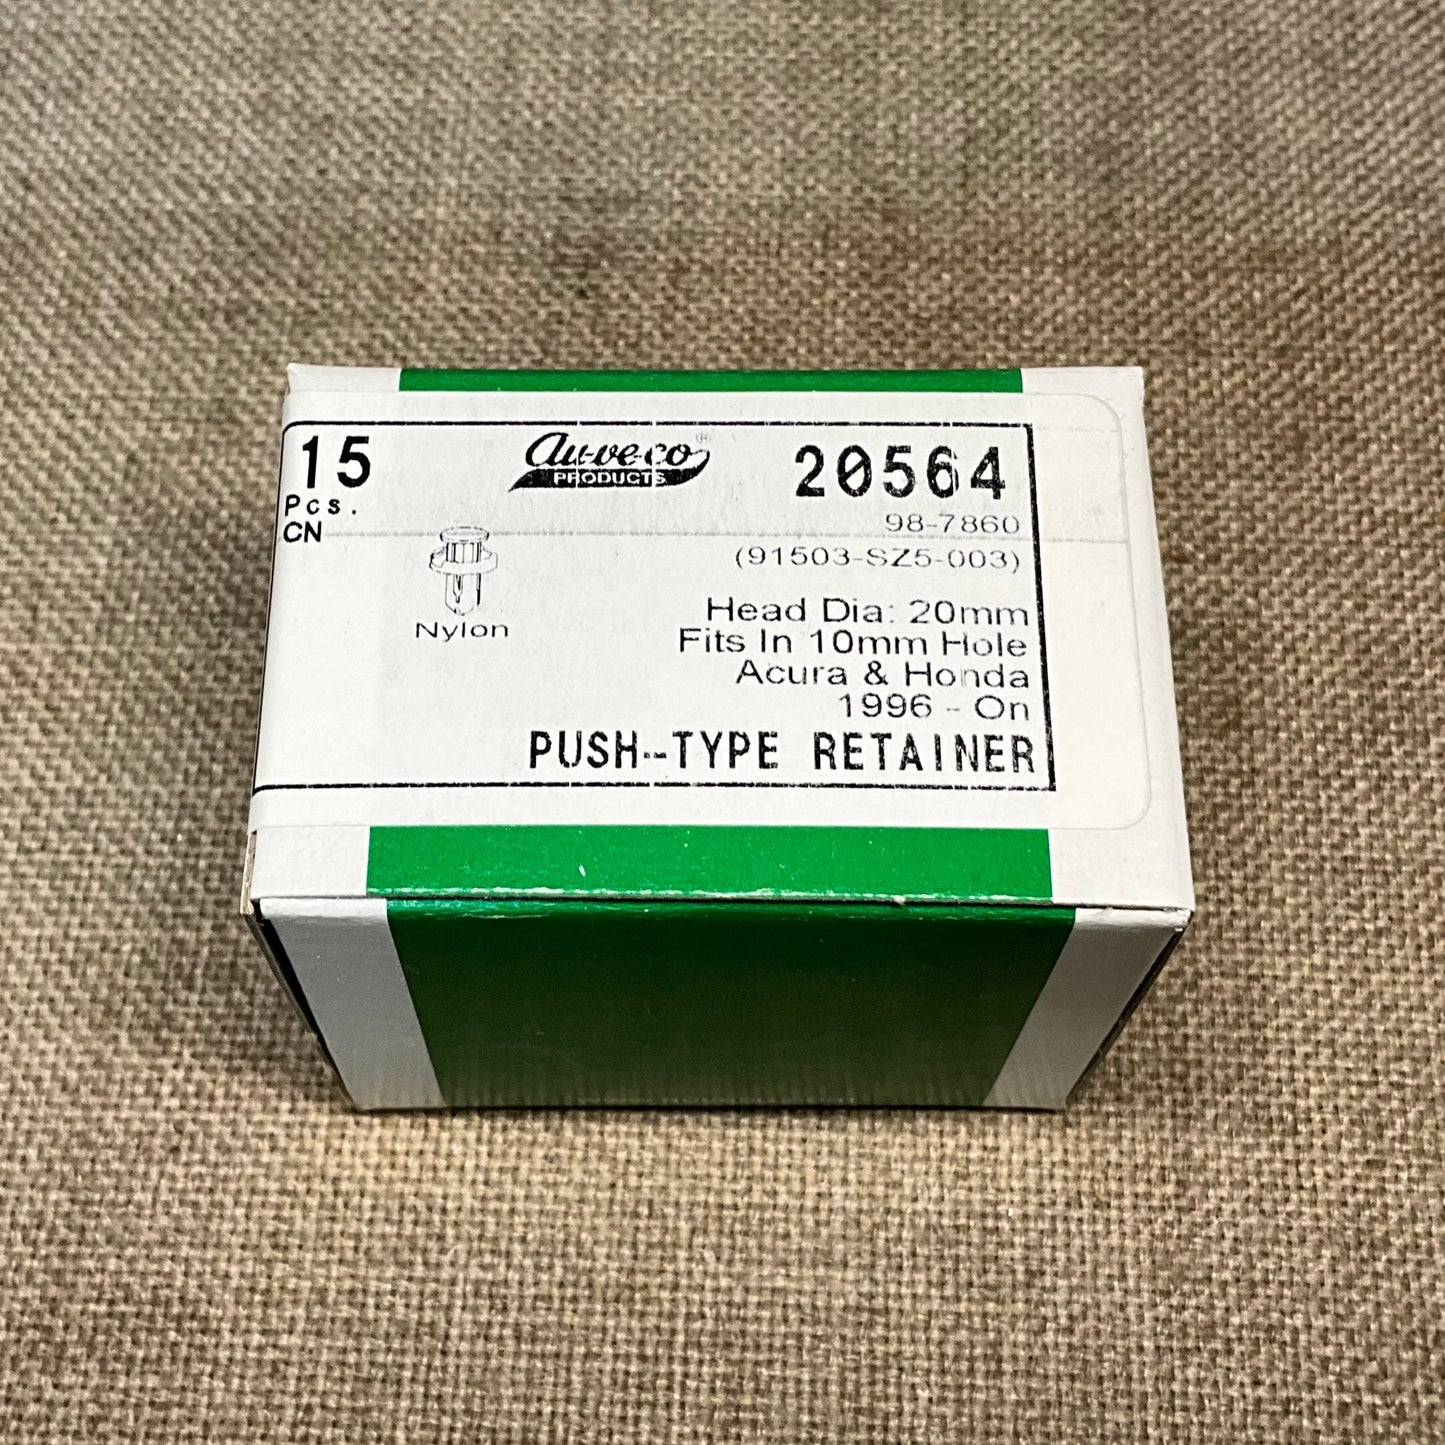 15
Pcs.
CN
Au-ve-co®
PRODUCTS
20564
98-7860
(91503-SZ5-003)
Nylon
Head Dia: 20mm
Fits In 10mm Hole
Acura & Honda
1996 - On
PUSH-TYPE RETAINER